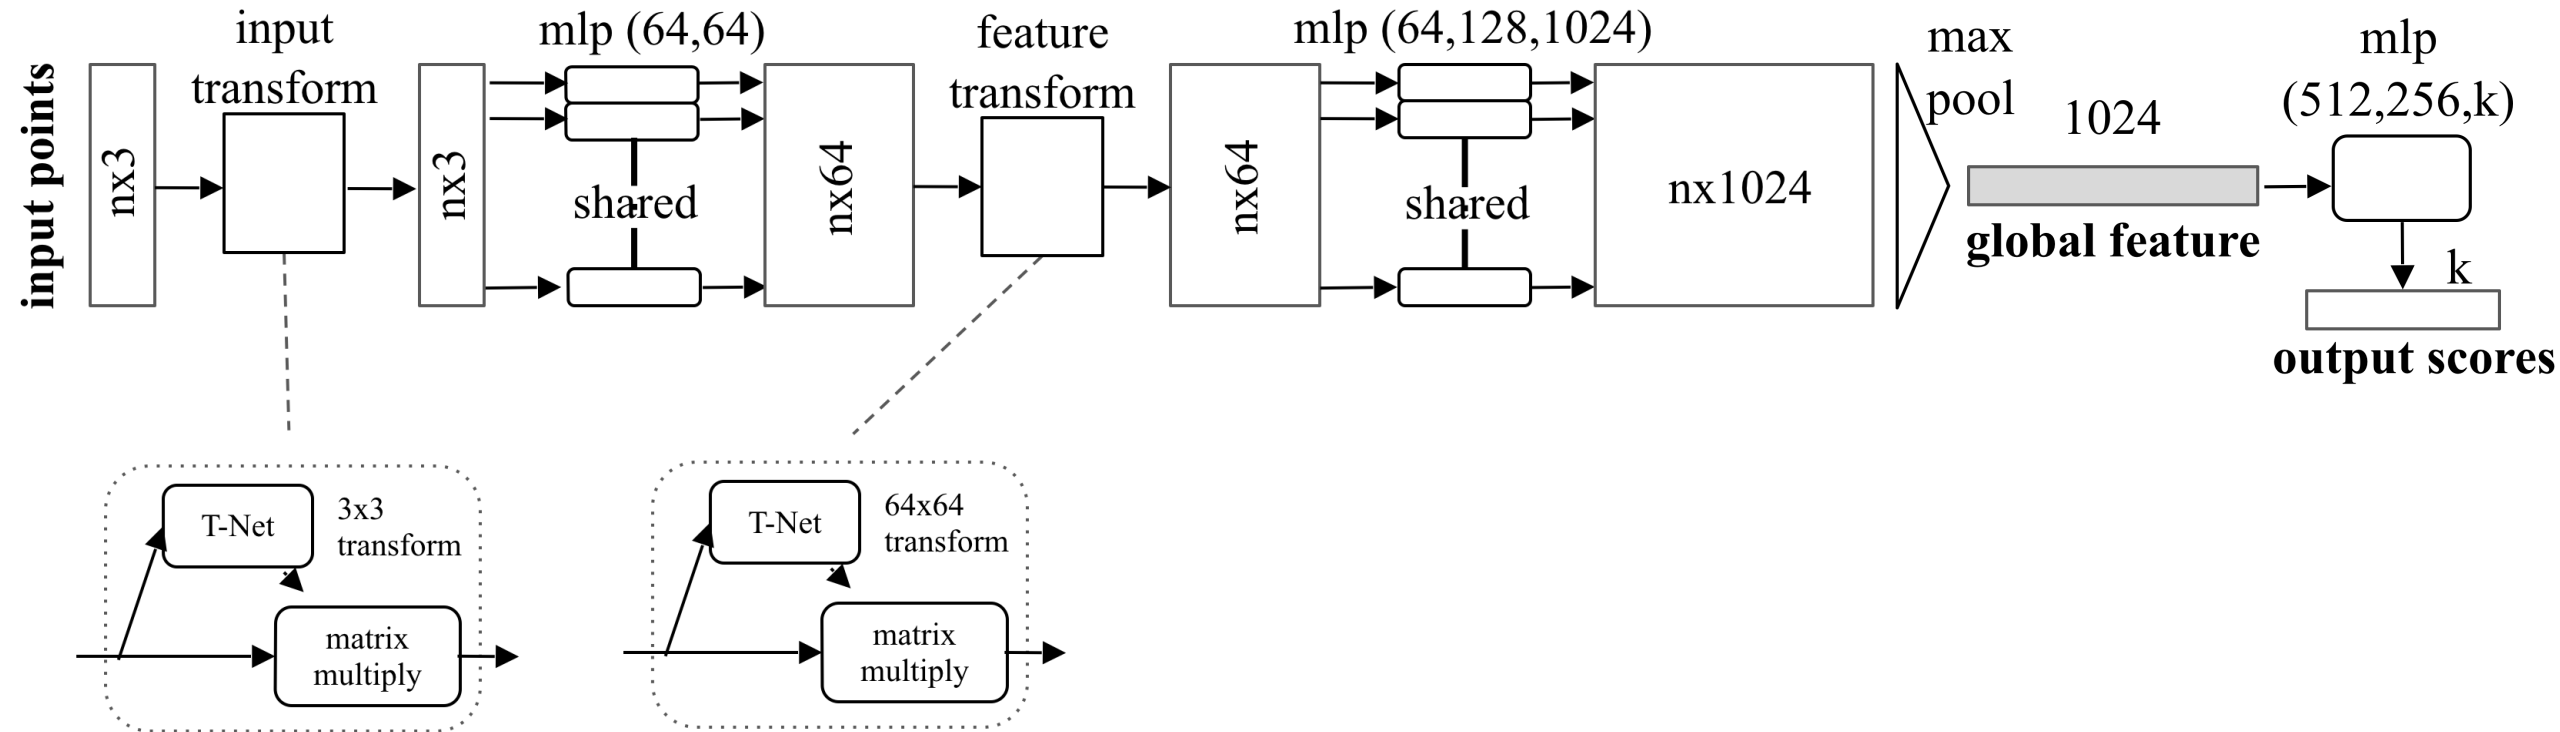 input points
nx3
input
transform
nx3
mlp (64,64)
shared
nx64
feature
transform
nx64
mlp (64,128,1024)
shared
nx1024
max
pool
1024
global feature
mlp
(512,256,k)
k
output scores
T-Net
3x3
transform
matrix
multiply
T-Net
64x64
transform
matrix
multiply